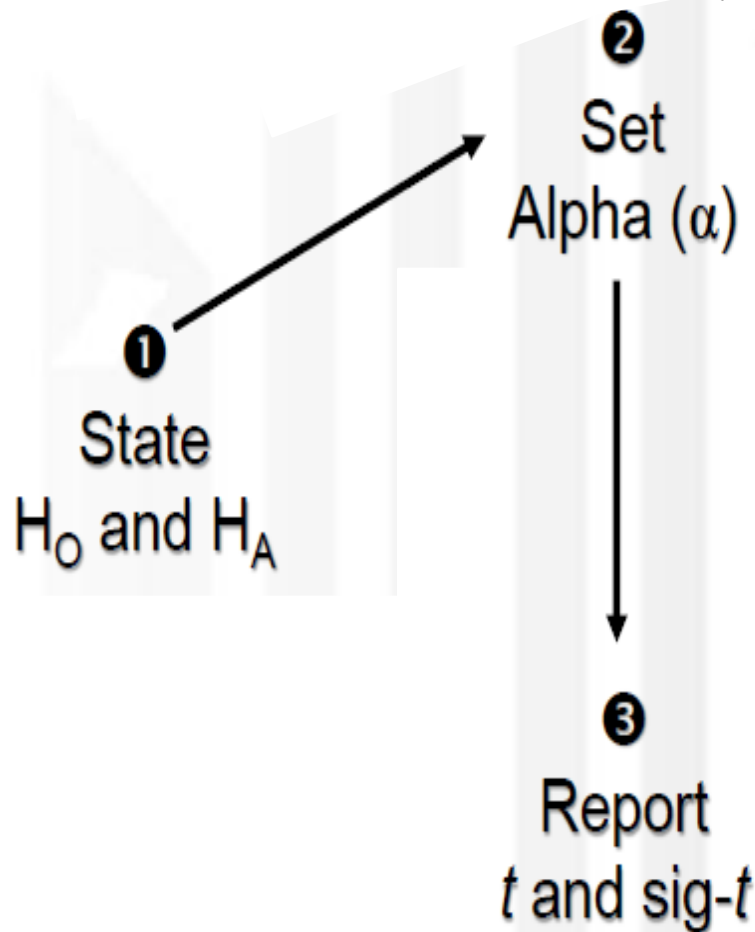 ❶
State
H_O and H_A
❷
Set
Alpha (α)
❸
Report
t and sig-t